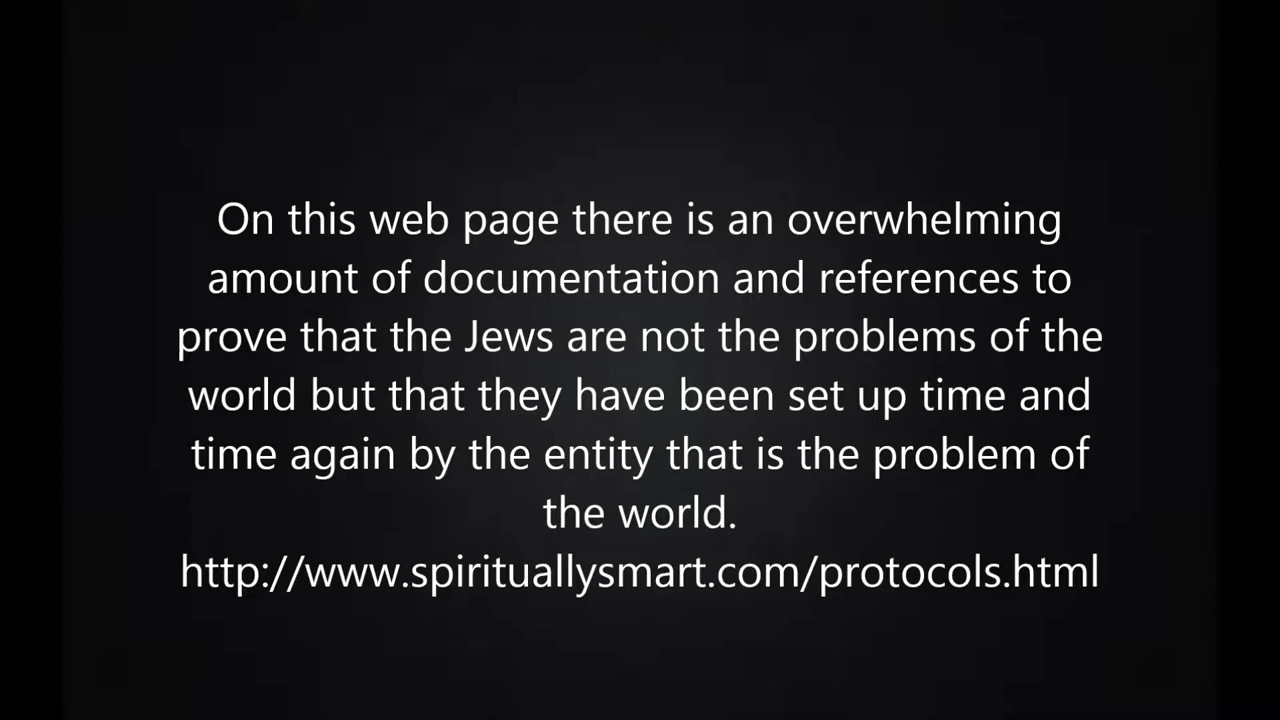 On this web page there is an overwhelming
amount of documentation and references to
prove that the Jews are not the problems of the
world but that they have been set up time and
time again by the entity that is the problem of
the world.
http://www.spirituallysmart.com/protocols.html